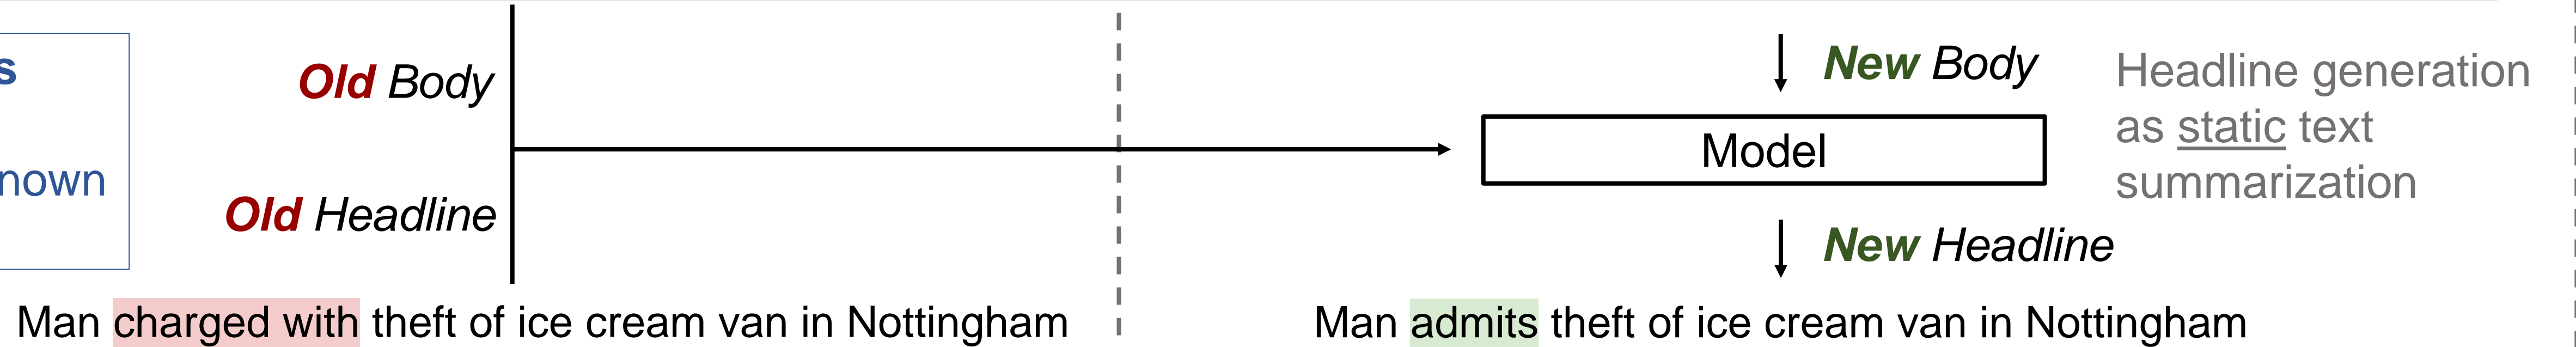 Old Body
Old Headline
Man charged with theft of ice cream van in Nottingham
New Body
Model
New Headline
Headline generation
as static text
summarization
Man admits theft of ice cream van in Nottingham